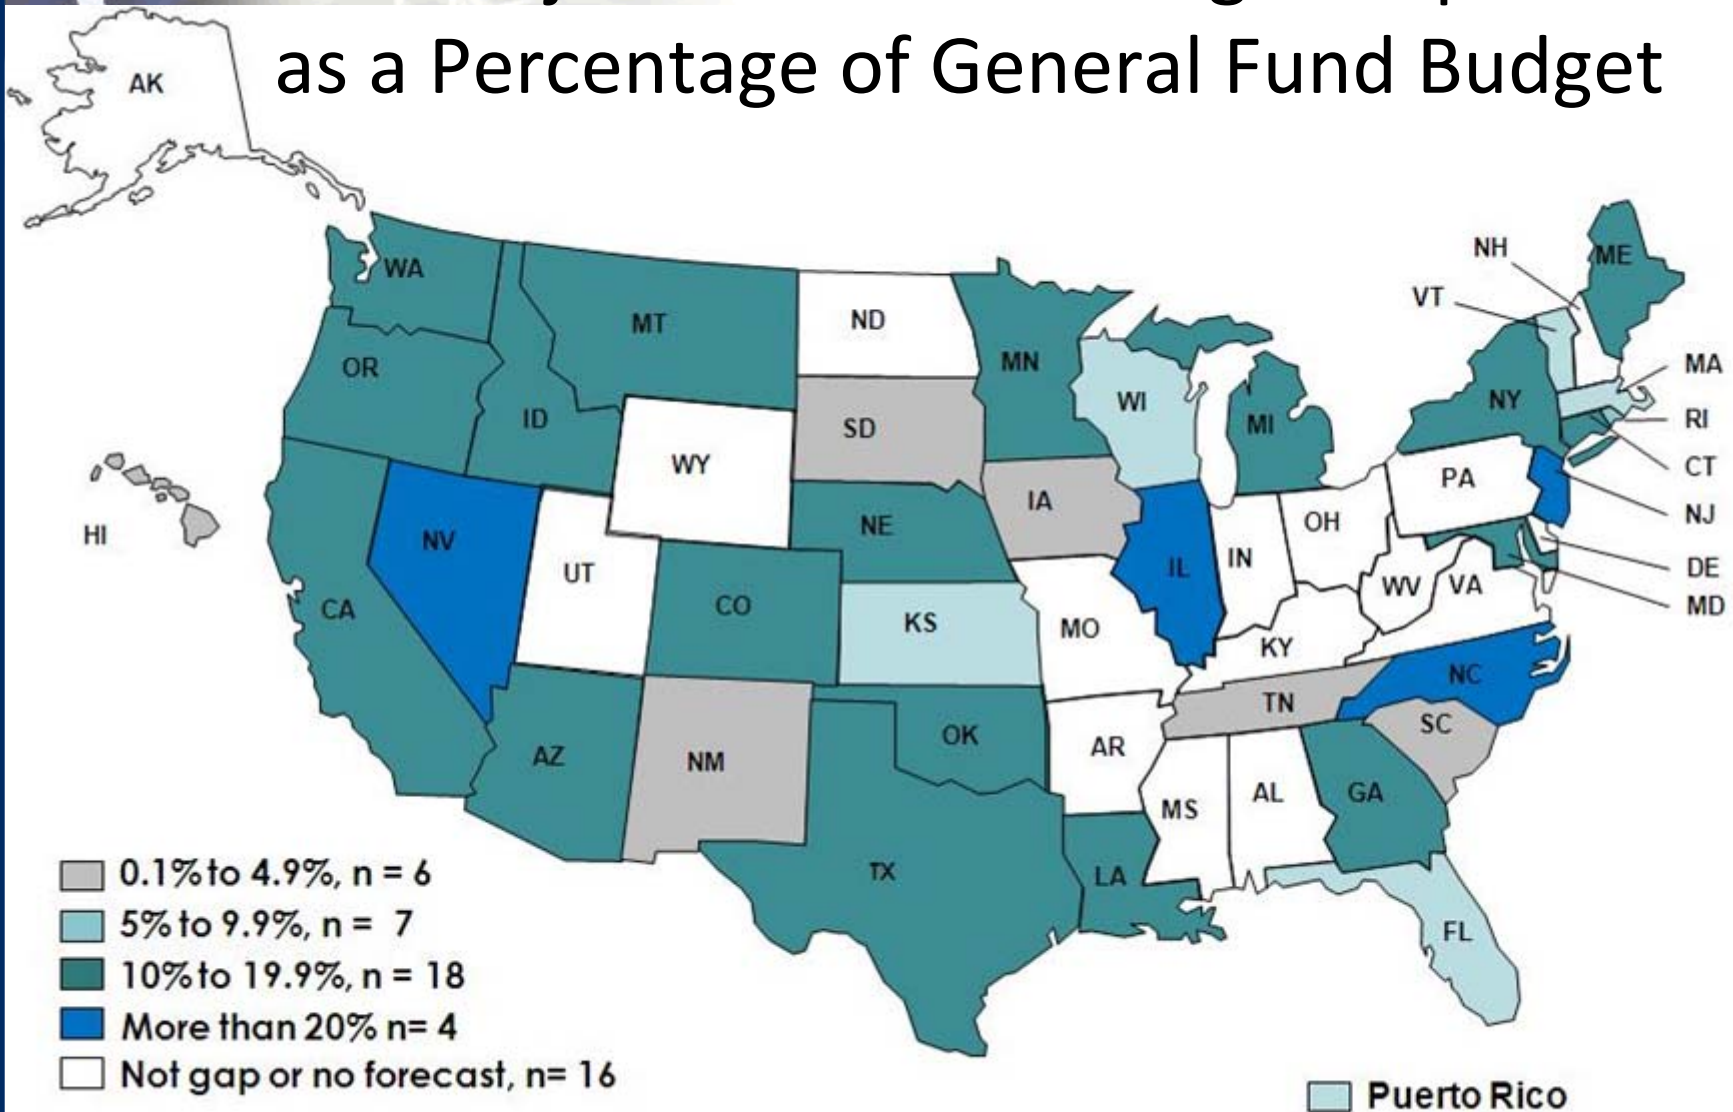 as a Percentage of General Fund Budget
AK
WA
MT
ND
MN
OR
ID
SD
WI
MI
NY
NH
VT
ME
MA
RI
CT
NJ
DE
MD
HI
WY
IA
PA
NV
NE
OH
IN
IL
UT
CO
CA
KS
MO
WV
VA
KY
NC
TN
SC
AZ
NM
OK
AR
MS
AL
GA
TX
LA
FL
0.1% to 4.9%, n = 6
5% to 9.9%, n = 7
10% to 19.9%, n = 18
More than 20% n= 4
Not gap or no forecast, n= 16
Puerto Rico